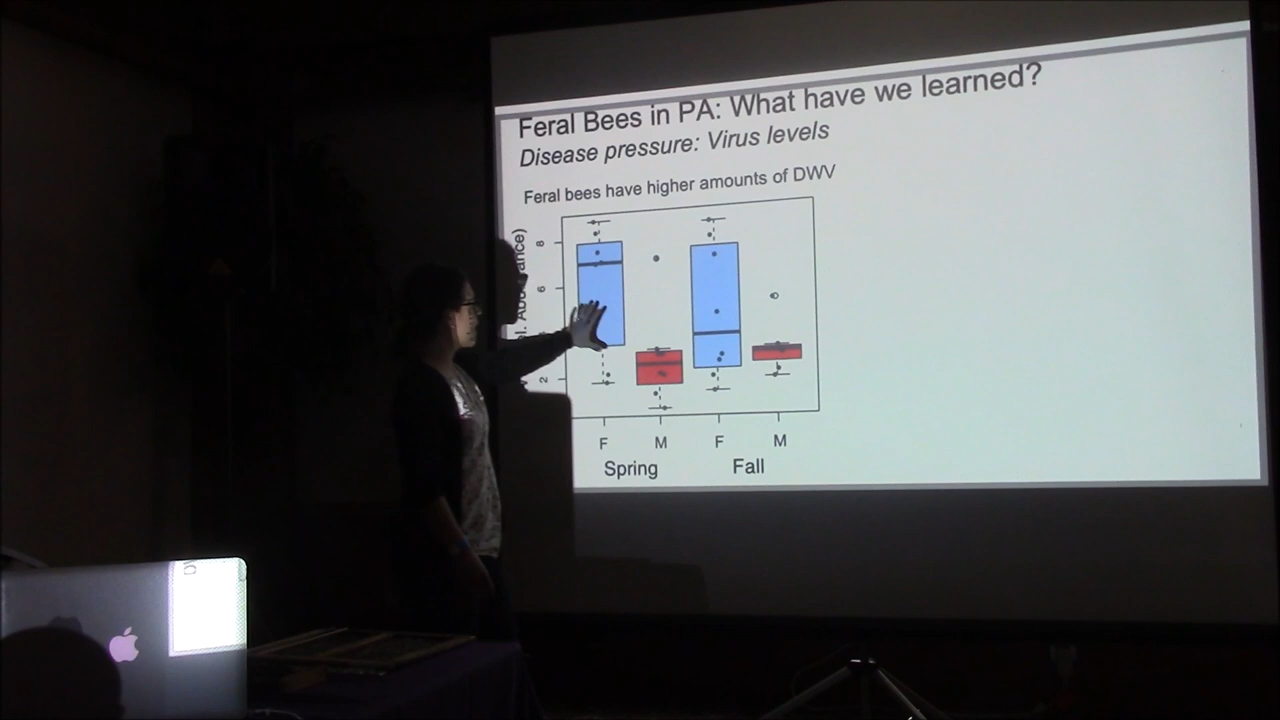 Feral Bees in PA: What have we learned?
Disease pressure: Virus levels
Feral bees have higher amounts of DWV
8
6
2
F M F M
Spring Fall